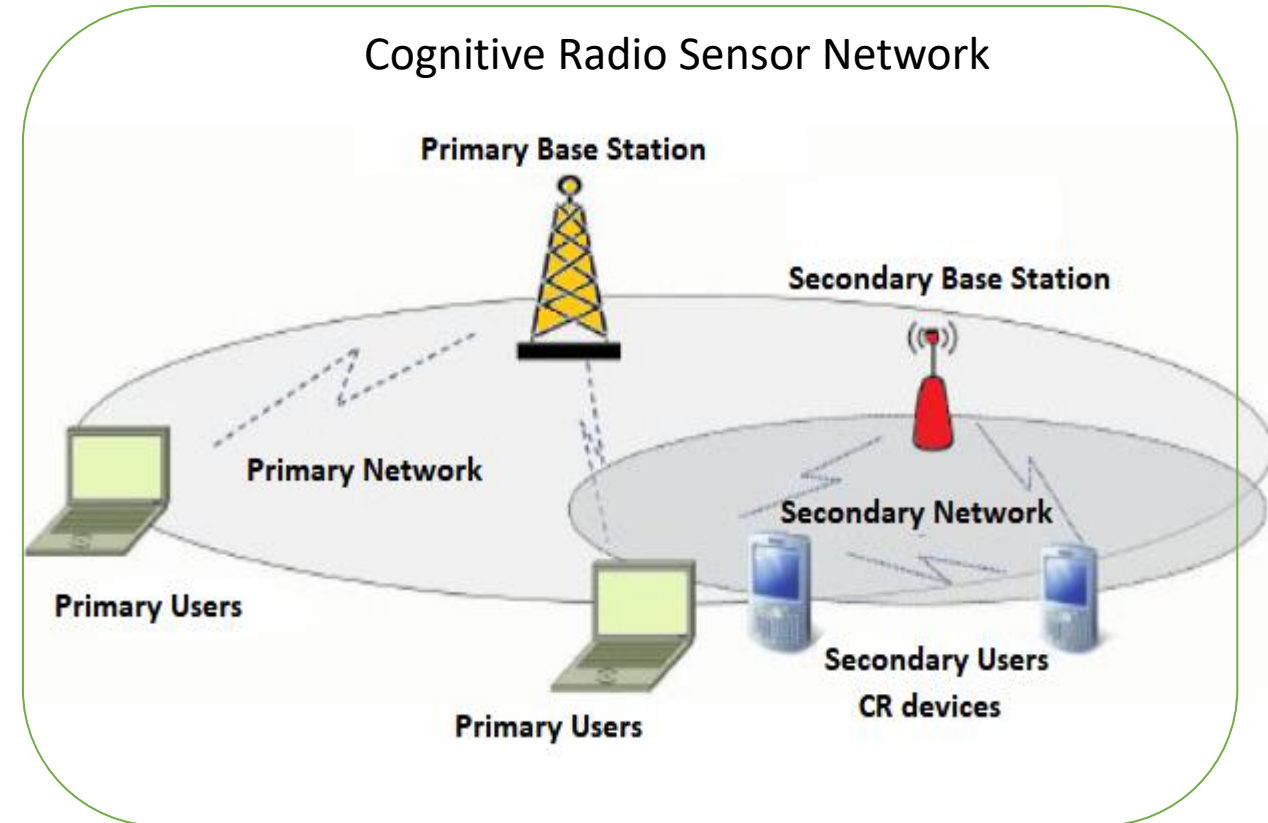 Cognitive Radio Sensor Network
Primary Base Station
Secondary Base Station
Primary Network
Secondary Network
Primary Users
Secondary Users
CR devices
Primary Users